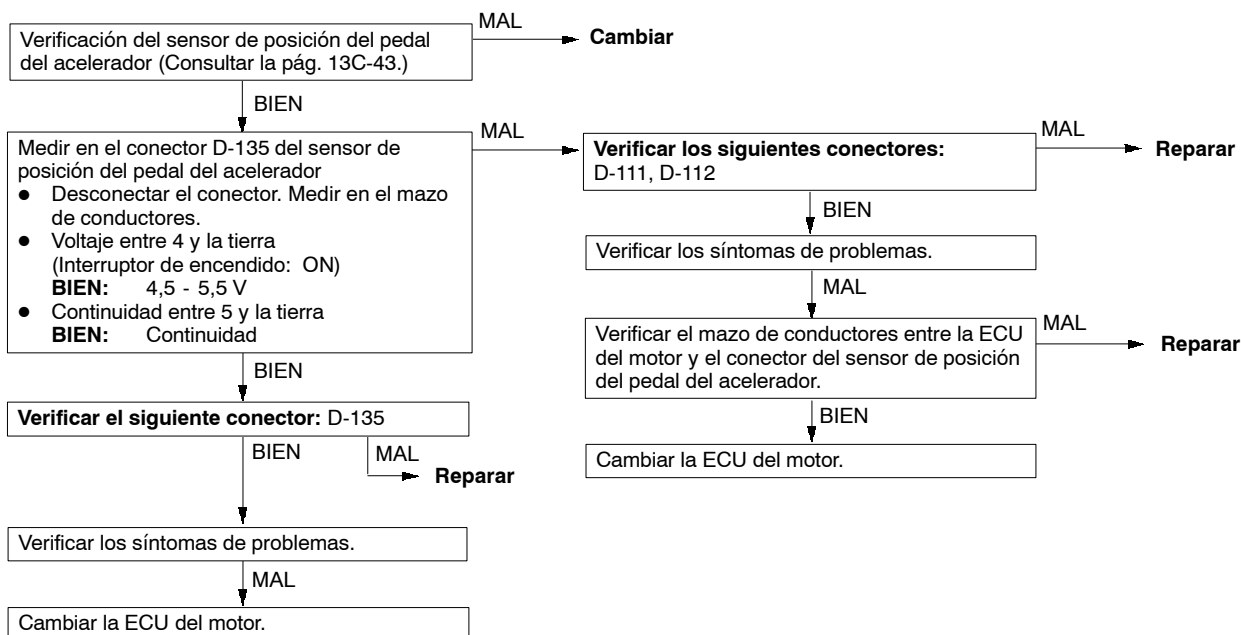 Verificación del sensor de posición del pedal
del acelerador (Consultar la pág. 13C-43.)
MAL
Cambiar
BIEN
Medir en el conector D-135 del sensor de
posición del pedal del acelerador
● Desconectar el conector. Medir en el mazo
de conductores.
● Voltaje entre 4 y la tierra
(Interruptor de encendido: ON)
BIEN: 4,5 - 5,5 V
● Continuidad entre 5 y la tierra
BIEN: Continuidad
MAL
Verificar los siguientes conectores:
D-111, D-112
MAL
Reparar
BIEN
Verificar los síntomas de problemas.
MAL
Verificar el mazo de conductores entre la ECU
del motor y el conector del sensor de posición
del pedal del acelerador.
MAL
Reparar
BIEN
Cambiar la ECU del motor.
BIEN
Verificar el siguiente conector: D-135
BIEN
MAL
Reparar
Verificar los síntomas de problemas.
MAL
Cambiar la ECU del motor.